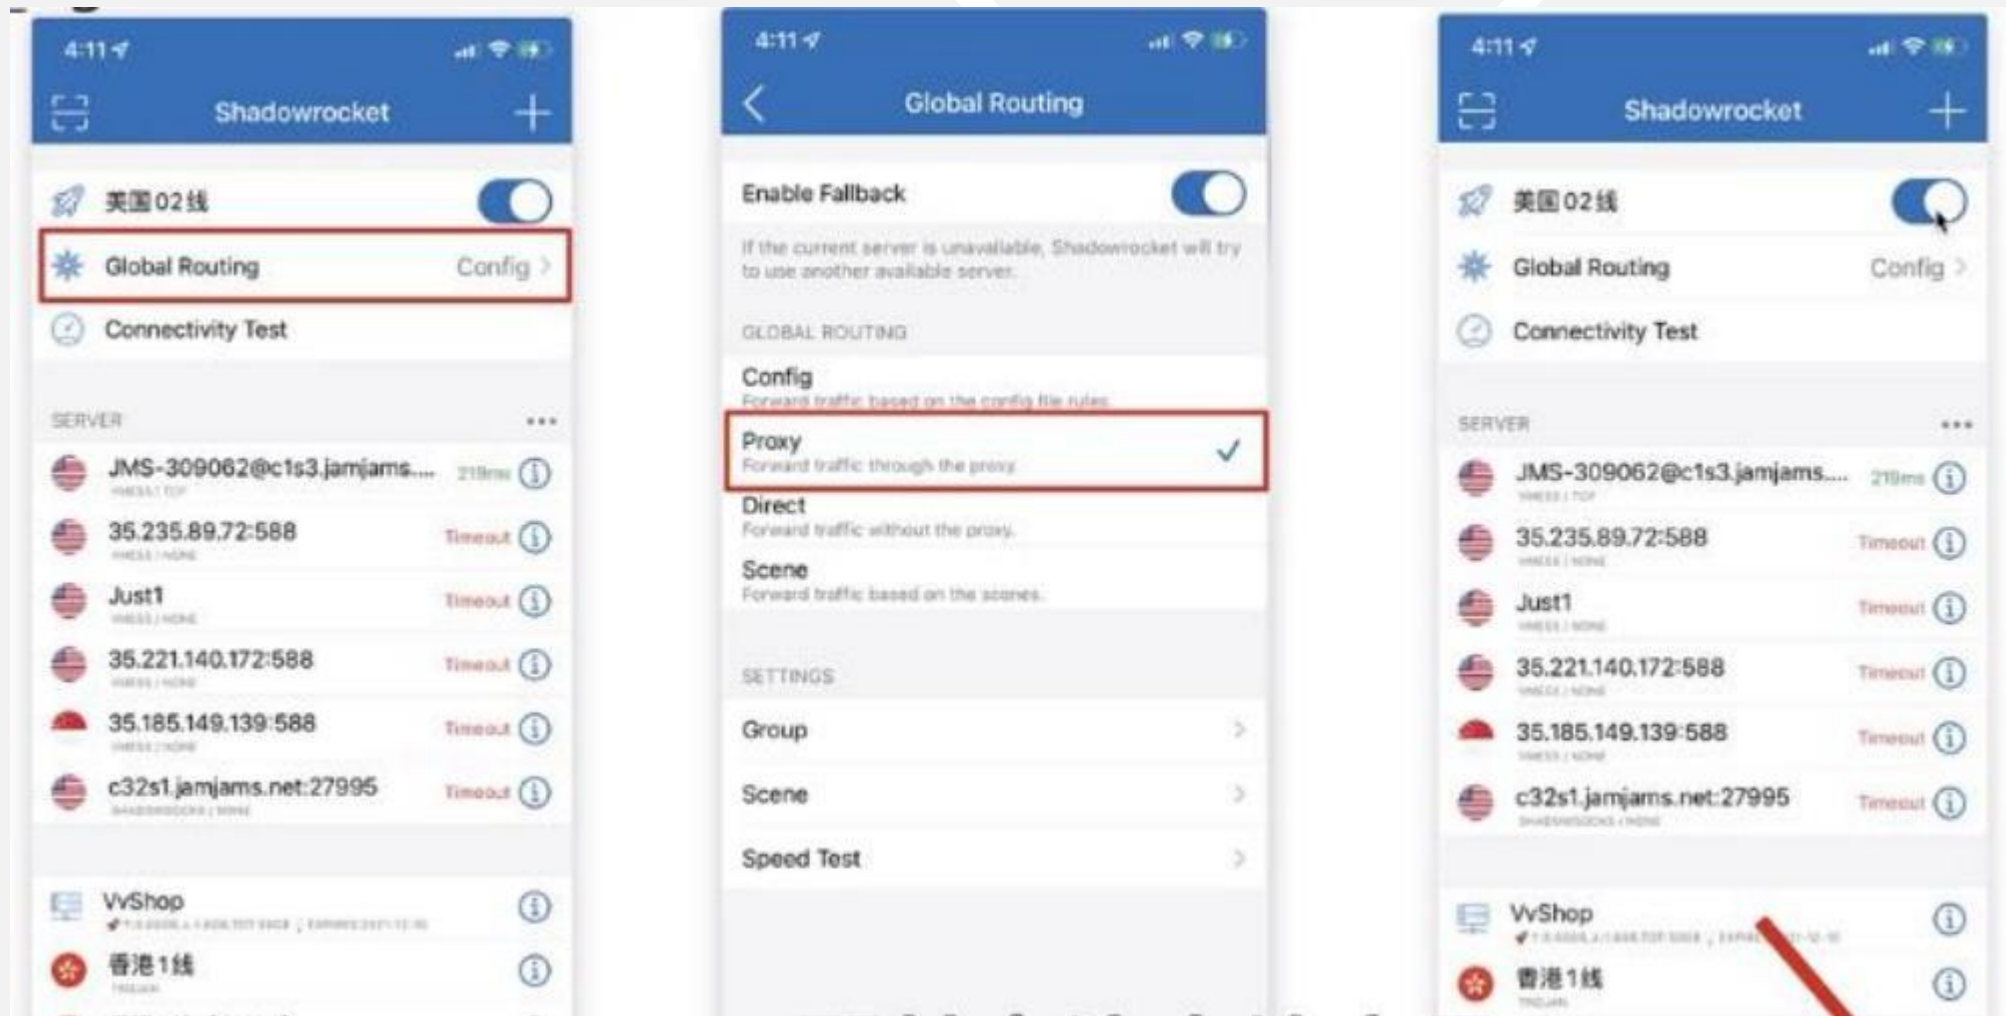 4:11
Shadowrocket
美国02线
Global Routing
Config
Connectivity Test
SERVER
JMS-309062@c1s3.jamjams....
219ms
35.235.89.72:588
Timeout
Just1
Timeout
35.221.140.172:588
Timeout
35.185.149.139:588
Timeout
c32s1.jamjams.net:27995
Timeout
VvShop
香港1线
TROJAN
4:11
Global Routing
Enable Fallback
If the current server is unavailable, Shadowrocket will try
to use another available server.
GLOBAL ROUTING
Config
Forward traffic based on the config file rules.
Proxy
Forward traffic through the proxy.
Direct
Forward traffic without the proxy.
Scene
Forward traffic based on the scenes.
SETTINGS
Group
Scene
Speed Test
4:11
Shadowrocket
美国02线
Global Routing
Config
Connectivity Test
SERVER
JMS-309062@c1s3.jamjams....
219ms
35.235.89.72:588
Timeout
Just1
Timeout
35.221.140.172:588
Timeout
35.185.149.139:588
Timeout
c32s1.jamjams.net:27995
Timeout
VvShop
香港1线
TROJAN